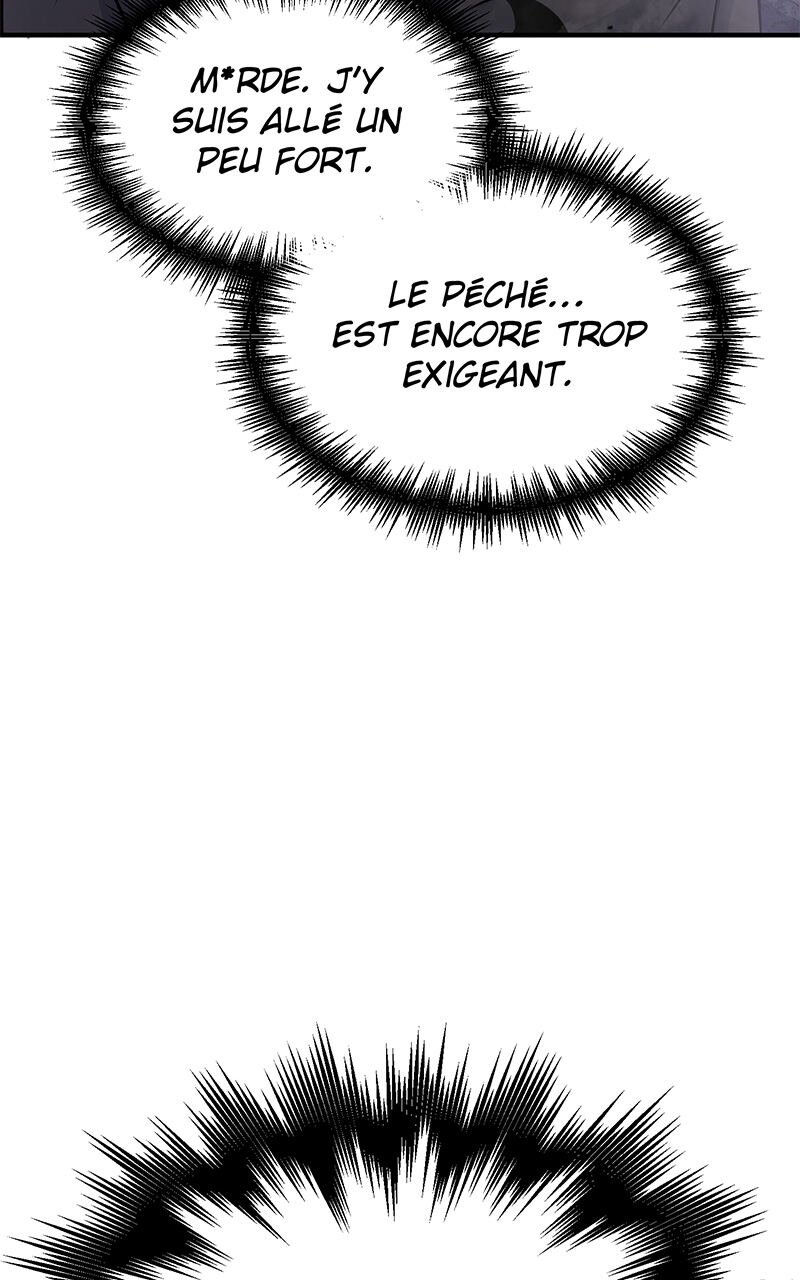 M*RDE. J'Y
SUIS ALLÉ UN
PEU FORT.
LE PÉCHÉ...
EST ENCORE TROP
EXIGEANT.